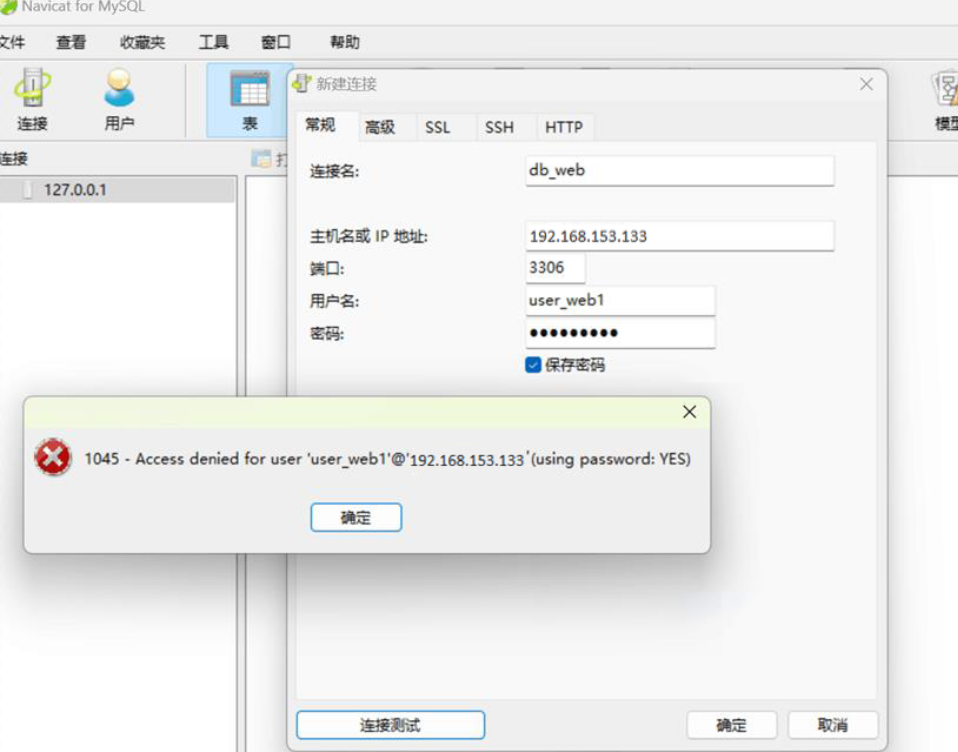 Navicat for MySQL
文件 查看 收藏夹 工具 窗口 帮助
连接 用户 表 模型
连接
127.0.0.1
新建连接
常规 高级 SSL SSH HTTP
连接名: db_web
主机名或 IP 地址: 192.168.153.133
端口: 3306
用户名: user_web1
密码: ●●●●●●●●●
保存密码
1045 - Access denied for user 'user_web1'@'192.168.153.133'(using password: YES)
确定
连接测试 确定 取消